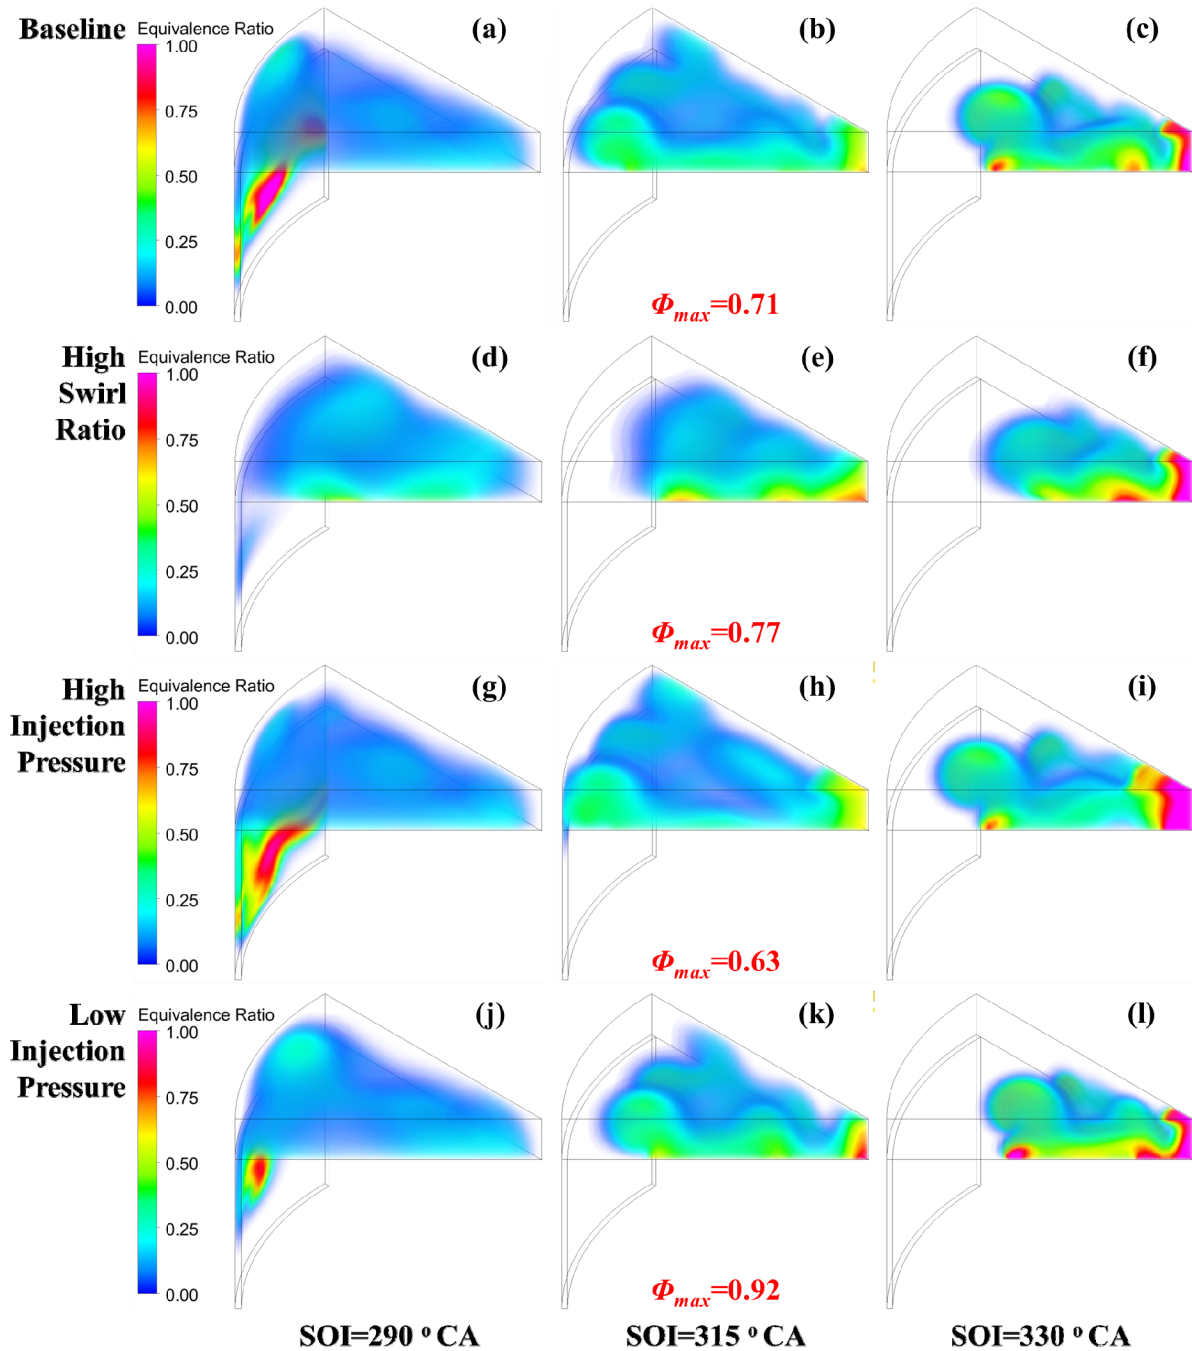 Baseline
Equivalence Ratio
1.00
0.75
0.50
0.25
0.00
(a)
(b)
(c)
Φmax=0.71
High
Swirl
Ratio
Equivalence Ratio
1.00
0.75
0.50
0.25
0.00
(d)
(e)
(f)
Φmax=0.77
High
Injection
Pressure
Equivalence Ratio
1.00
0.75
0.50
0.25
0.00
(g)
(h)
(i)
Φmax=0.63
Low
Injection
Pressure
Equivalence Ratio
1.00
0.75
0.50
0.25
0.00
(j)
(k)
(l)
Φmax=0.92
SOI=290 ° CA
SOI=315 ° CA
SOI=330 ° CA